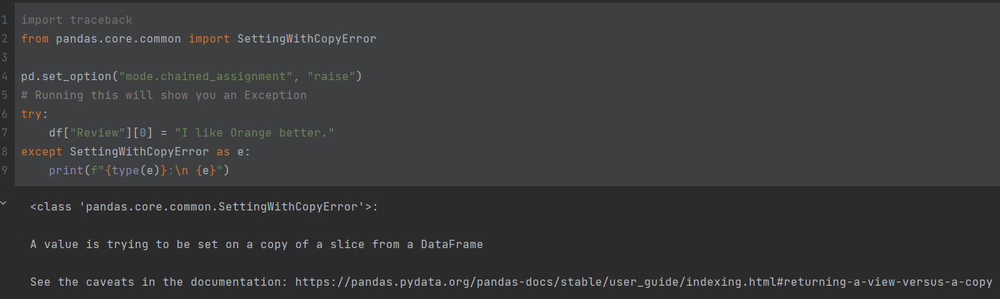 1 import traceback
2 from pandas.core.common import SettingWithCopyError
3
4 pd.set_option("mode.chained_assignment", "raise")
5 # Running this will show you an Exception
6 try:
7     df["Review"][0] = "I like Orange better."
8 except SettingWithCopyError as e:
9     print(f"{type(e)}:\n {e}")
<class 'pandas.core.common.SettingWithCopyError'>:
A value is trying to be set on a copy of a slice from a DataFrame
See the caveats in the documentation: https://pandas.pydata.org/pandas-docs/stable/user_guide/indexing.html#returning-a-view-versus-a-copy